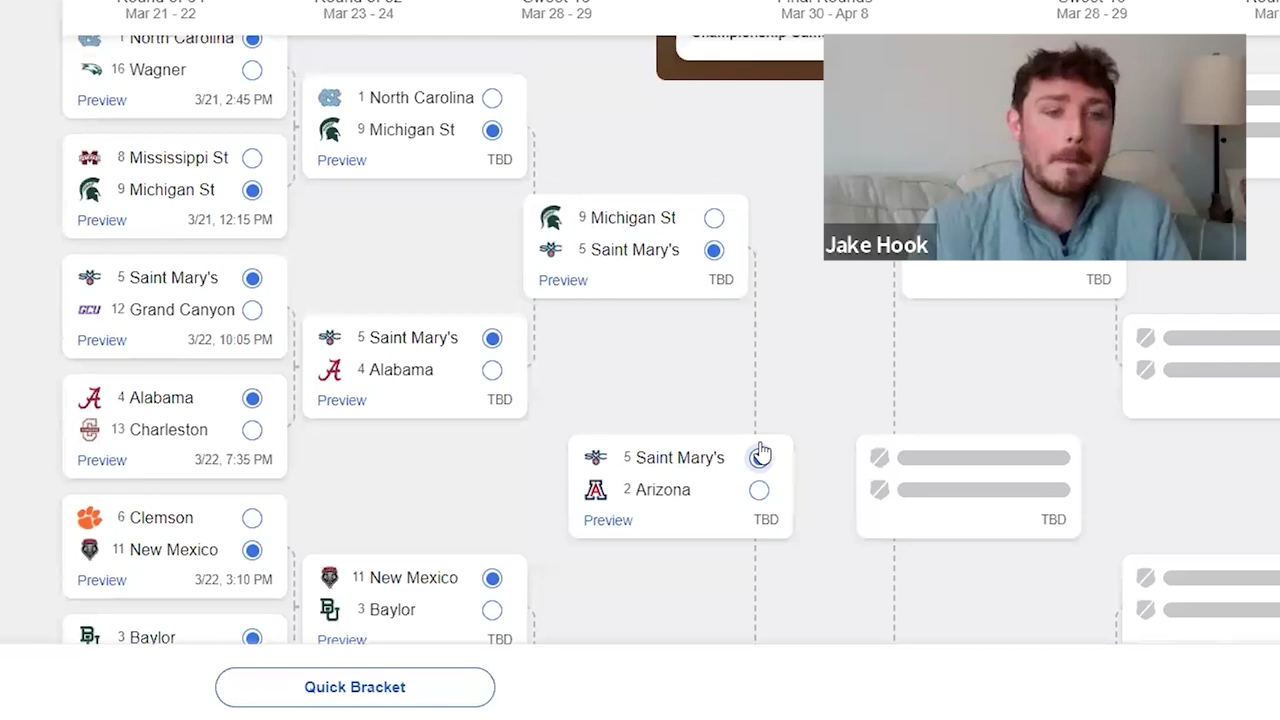 Mar 21 - 22
Mar 23 - 24
Mar 28 - 29
Mar 30 - Apr 8
Mar 28 - 29
1 North Carolina
16 Wagner
Preview 3/21, 2:45 PM
8 Mississippi St
9 Michigan St
Preview 3/21, 12:15 PM
5 Saint Mary's
12 Grand Canyon
Preview 3/22, 10:05 PM
4 Alabama
13 Charleston
Preview 3/22, 7:35 PM
6 Clemson
11 New Mexico
Preview 3/22, 3:10 PM
3 Baylor
1 North Carolina
9 Michigan St
Preview TBD
5 Saint Mary's
4 Alabama
Preview TBD
11 New Mexico
3 Baylor
Preview TBD
9 Michigan St
5 Saint Mary's
Preview TBD
5 Saint Mary's
2 Arizona
Preview TBD
TBD
TBD
Jake Hook
Quick Bracket